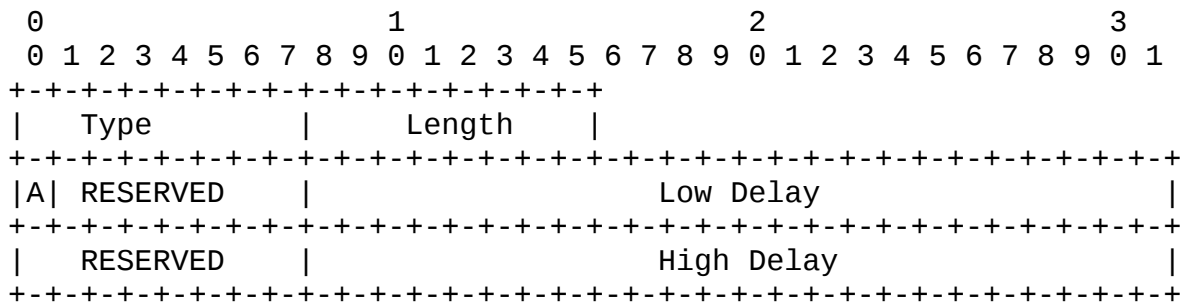 0                   1                   2                   3
 0 1 2 3 4 5 6 7 8 9 0 1 2 3 4 5 6 7 8 9 0 1 2 3 4 5 6 7 8 9 0 1
+-+-+-+-+-+-+-+-+-+-+-+-+-+-+-+-+
|   Type        |     Length    |
+-+-+-+-+-+-+-+-+-+-+-+-+-+-+-+-+-+-+-+-+-+-+-+-+-+-+-+-+-+-+-+-+
|A| RESERVED    |                   Low Delay                   |
+-+-+-+-+-+-+-+-+-+-+-+-+-+-+-+-+-+-+-+-+-+-+-+-+-+-+-+-+-+-+-+-+
|   RESERVED    |                   High Delay                  |
+-+-+-+-+-+-+-+-+-+-+-+-+-+-+-+-+-+-+-+-+-+-+-+-+-+-+-+-+-+-+-+-+